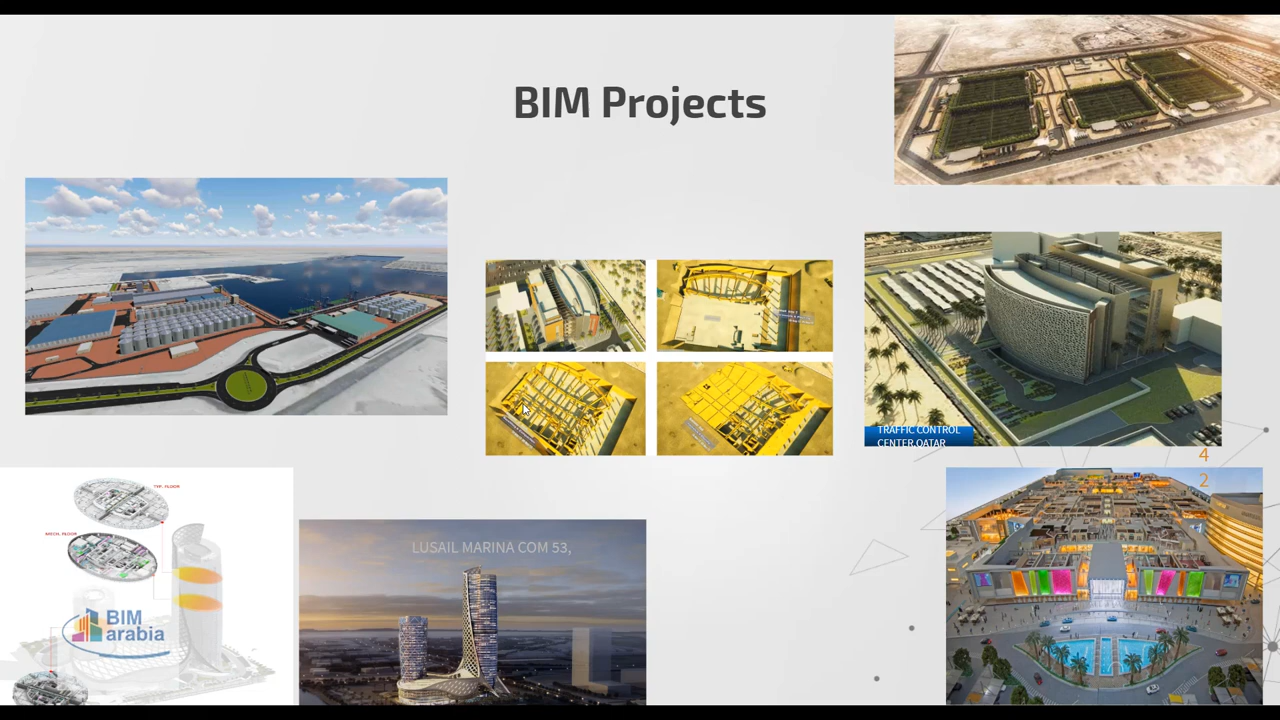 BIM Projects
TRAFFIC CONTROL
CENTER,QATAR
4
2
TYP. FLOOR
MECH. FLOOR
BIM
arabia
LUSAIL MARINA COM 53,